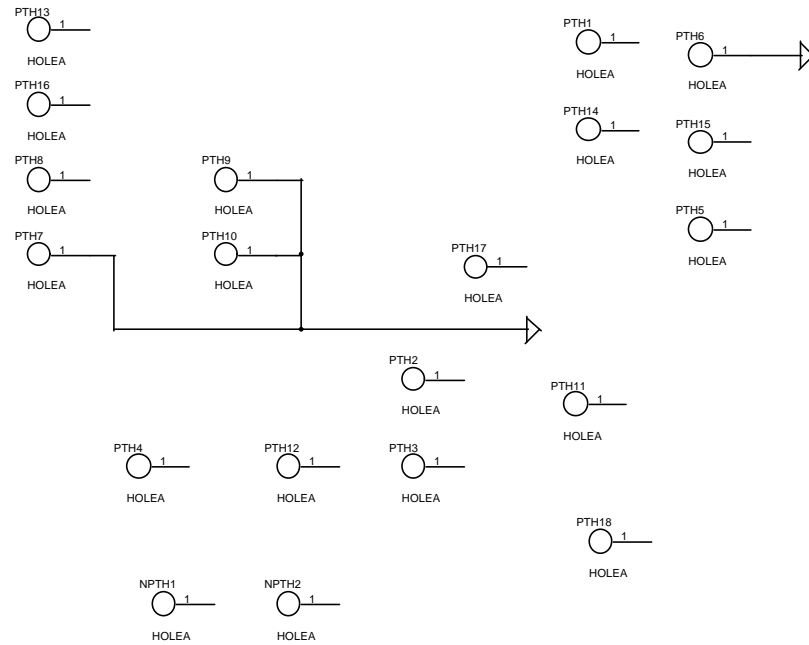 PTH13
1
HOLEA
PTH1
1
HOLEA
PTH6
1
HOLEA
PTH16
1
HOLEA
PTH14
1
HOLEA
PTH15
1
HOLEA
PTH8
1
HOLEA
PTH9
1
HOLEA
PTH5
1
HOLEA
PTH7
1
HOLEA
PTH10
1
HOLEA
PTH17
1
HOLEA
PTH2
1
HOLEA
PTH11
1
HOLEA
PTH4
1
HOLEA
PTH12
1
HOLEA
PTH3
1
HOLEA
PTH18
1
HOLEA
NPTH1
1
HOLEA
NPTH2
1
HOLEA